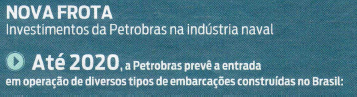 NOVA FROTA
Investimentos da Petrobras na indústria naval
Até 2020, a Petrobras prevê a entrada
em operação de diversos tipos de embarcações construídas no Brasil: